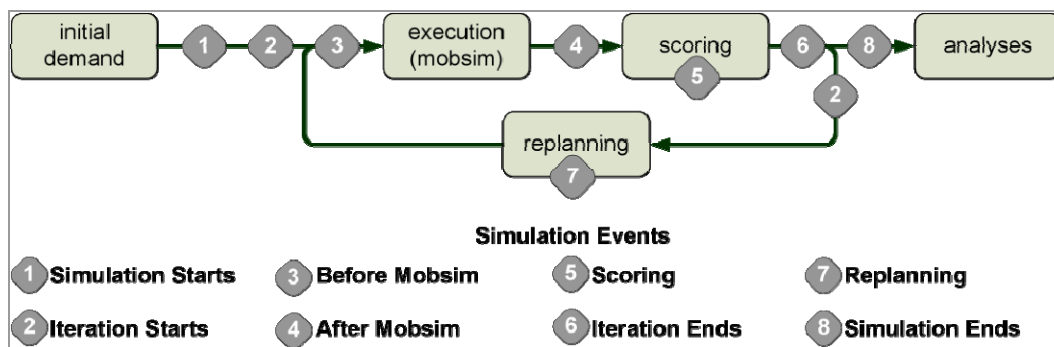 initial
demand
1
2
3
execution
(mobsim)
4
scoring
5
6
8
analyses
2
replanning
7
Simulation Events
1 Simulation Starts
3 Before Mobsim
5 Scoring
7 Replanning
2 Iteration Starts
4 After Mobsim
6 Iteration Ends
8 Simulation Ends